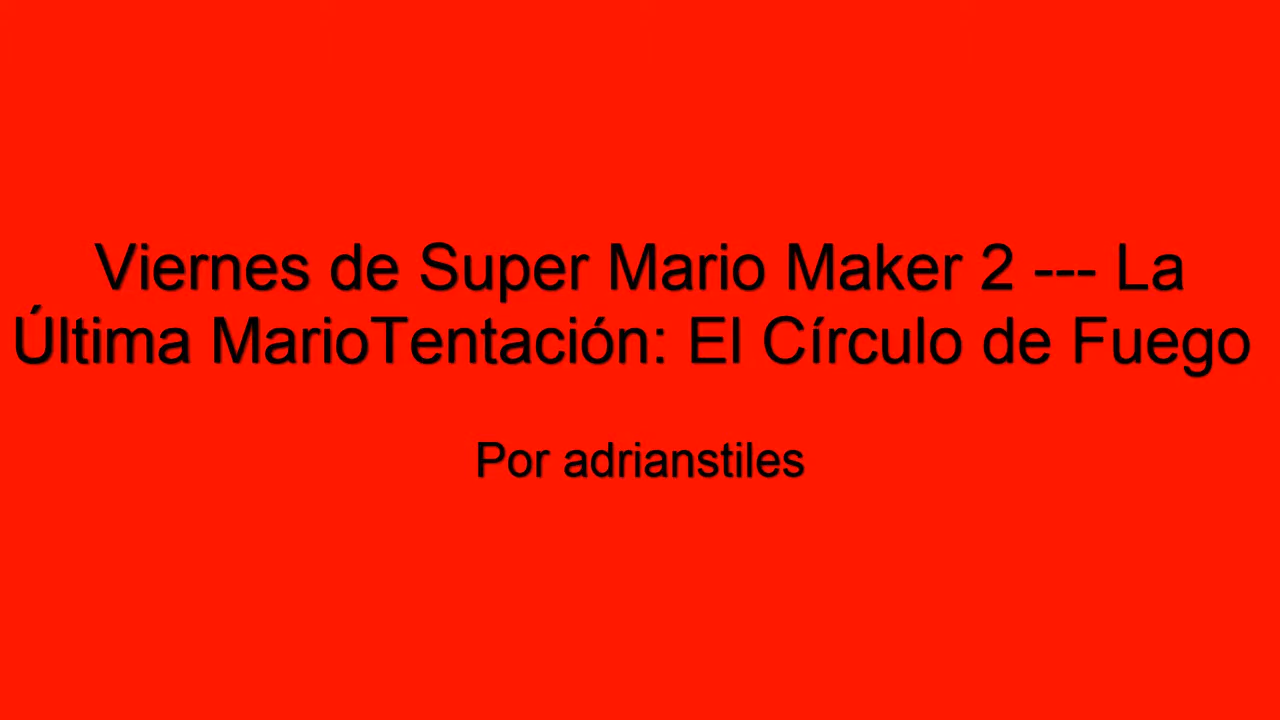 Viernes de Super Mario Maker 2 --- La
Última MarioTentación: El Círculo de Fuego
Por adrianstiles